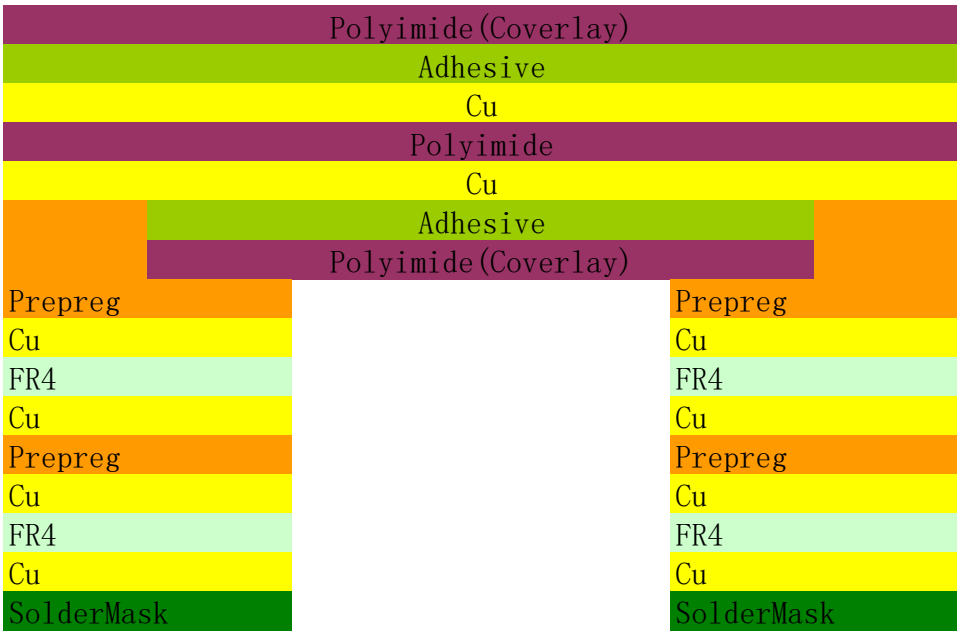 Polyimide(Coverlay)
Adhesive
Cu
Polyimide
Cu
Adhesive
Polyimide(Coverlay)
Prepreg Prepreg
Cu Cu
FR4 FR4
Cu Cu
Prepreg Prepreg
Cu Cu
FR4 FR4
Cu Cu
SolderMask SolderMask